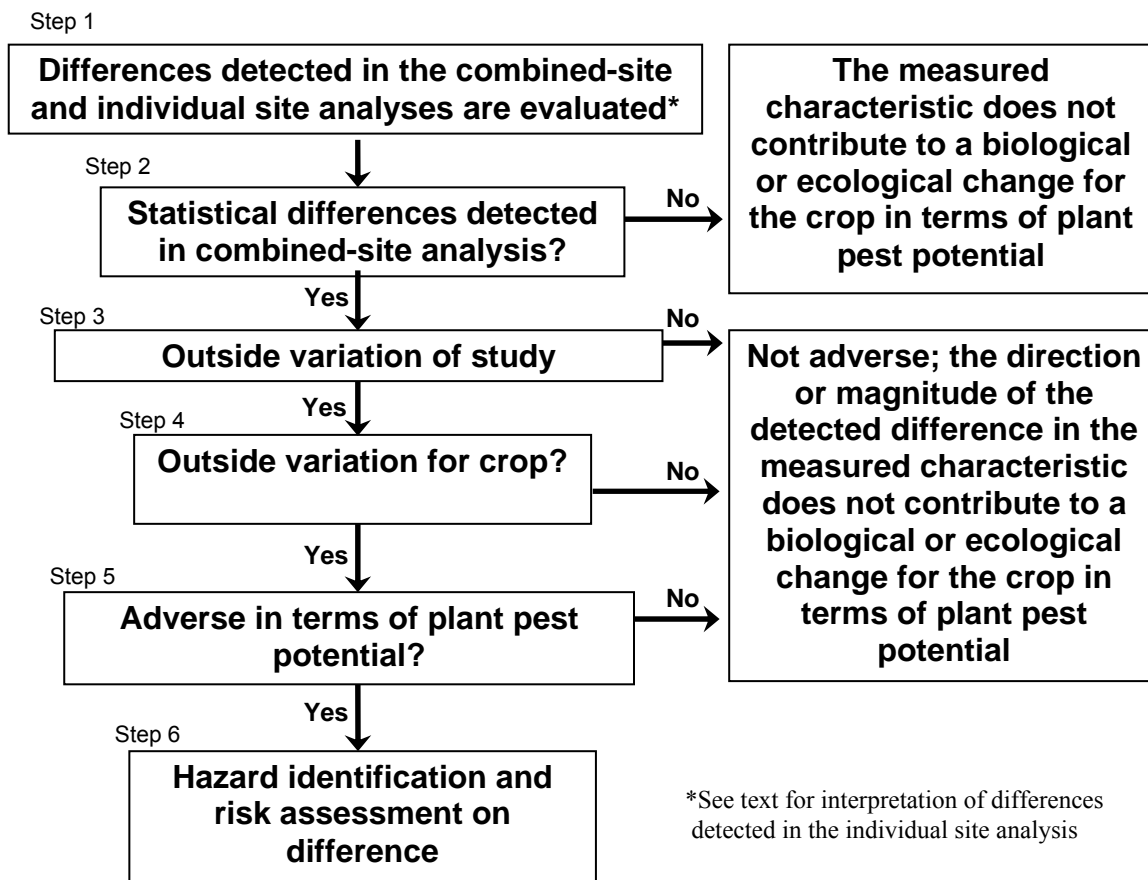 Step 1
Differences detected in the combined-site
and individual site analyses are evaluated*
Step 2
Statistical differences detected
in combined-site analysis?
No
The measured
characteristic does not
contribute to a biological
or ecological change for
the crop in terms of plant
pest potential
Yes
Step 3
Outside variation of study
No
Yes
Step 4
Outside variation for crop?
No
Not adverse; the direction
or magnitude of the
detected difference in the
measured characteristic
does not contribute to a
biological or ecological
change for the crop in
terms of plant pest
potential
Yes
Step 5
Adverse in terms of plant pest
potential?
No
Yes
Step 6
Hazard identification and
risk assessment on
difference
*See text for interpretation of differences
detected in the individual site analysis